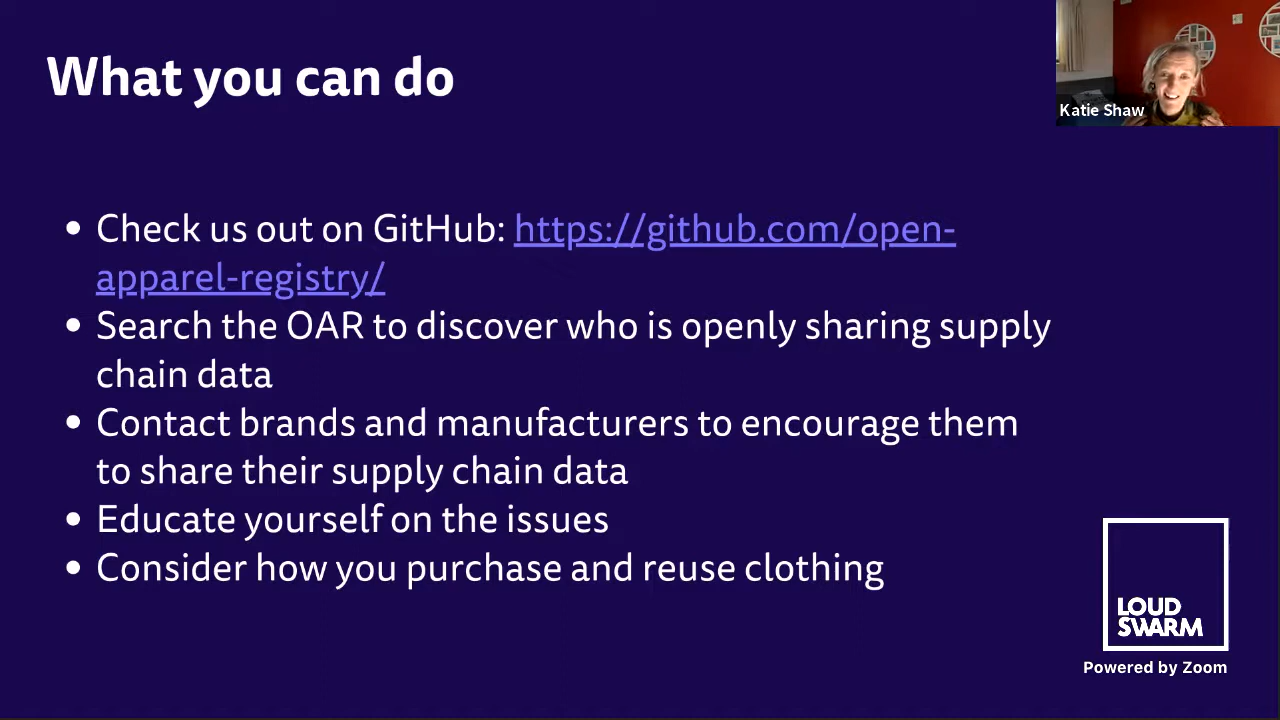 What you can do
Katie Shaw
• Check us out on GitHub: https://github.com/open-
apparel-registry/
• Search the OAR to discover who is openly sharing supply
chain data
• Contact brands and manufacturers to encourage them
to share their supply chain data
• Educate yourself on the issues
• Consider how you purchase and reuse clothing
LOUD
SWARM
Powered by Zoom